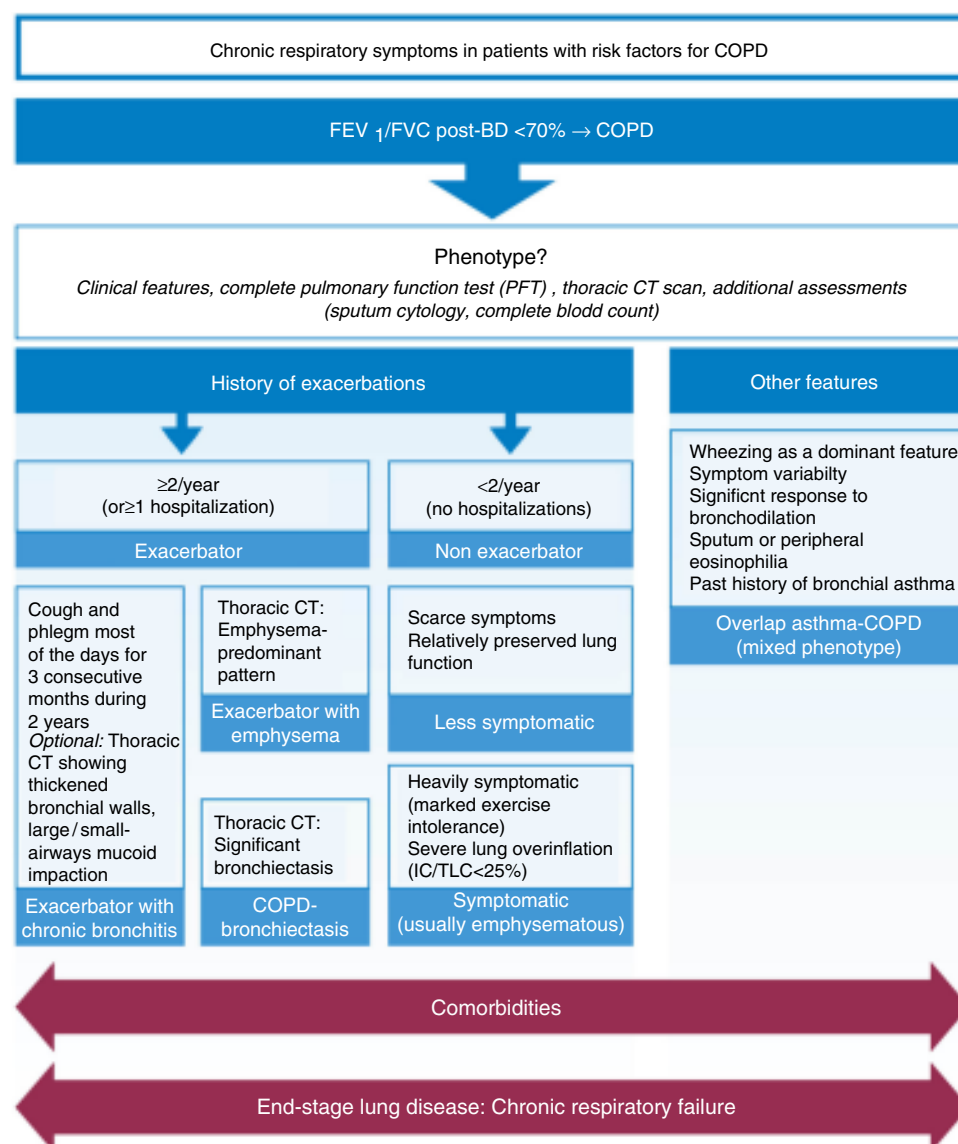 Chronic respiratory symptoms in patients with risk factors for COPD
FEV 1/FVC post-BD <70% → COPD
Phenotype?
Clinical features, complete pulmonary function test (PFT) , thoracic CT scan, additional assessments
(sputum cytology, complete blodd count)
History of exacerbations
≥2/year
(or≥1 hospitalization)
Exacerbator
<2/year
(no hospitalizations)
Non exacerbator
Cough and
phlegm most
of the days for
3 consecutive
months during
2 years
Optional: Thoracic
CT showing
thickened
bronchial walls,
large/small-
airways mucoid
impaction
Exacerbator with
chronic bronchitis
Thoracic CT:
Emphysema-
predominant
pattern
Exacerbator with
emphysema
Thoracic CT:
Significant
bronchiectasis
COPD-
bronchiectasis
Scarce symptoms
Relatively preserved lung
function
Less symptomatic
Heavily symptomatic
(marked exercise
intolerance)
Severe lung overinflation
(IC/TLC<25%)
Symptomatic
(usually emphysematous)
Other features
Wheezing as a dominant feature
Symptom variabilty
Significnt response to
bronchodilation
Sputum or peripheral
eosinophilia
Past history of bronchial asthma
Overlap asthma-COPD
(mixed phenotype)
Comorbidities
End-stage lung disease: Chronic respiratory failure